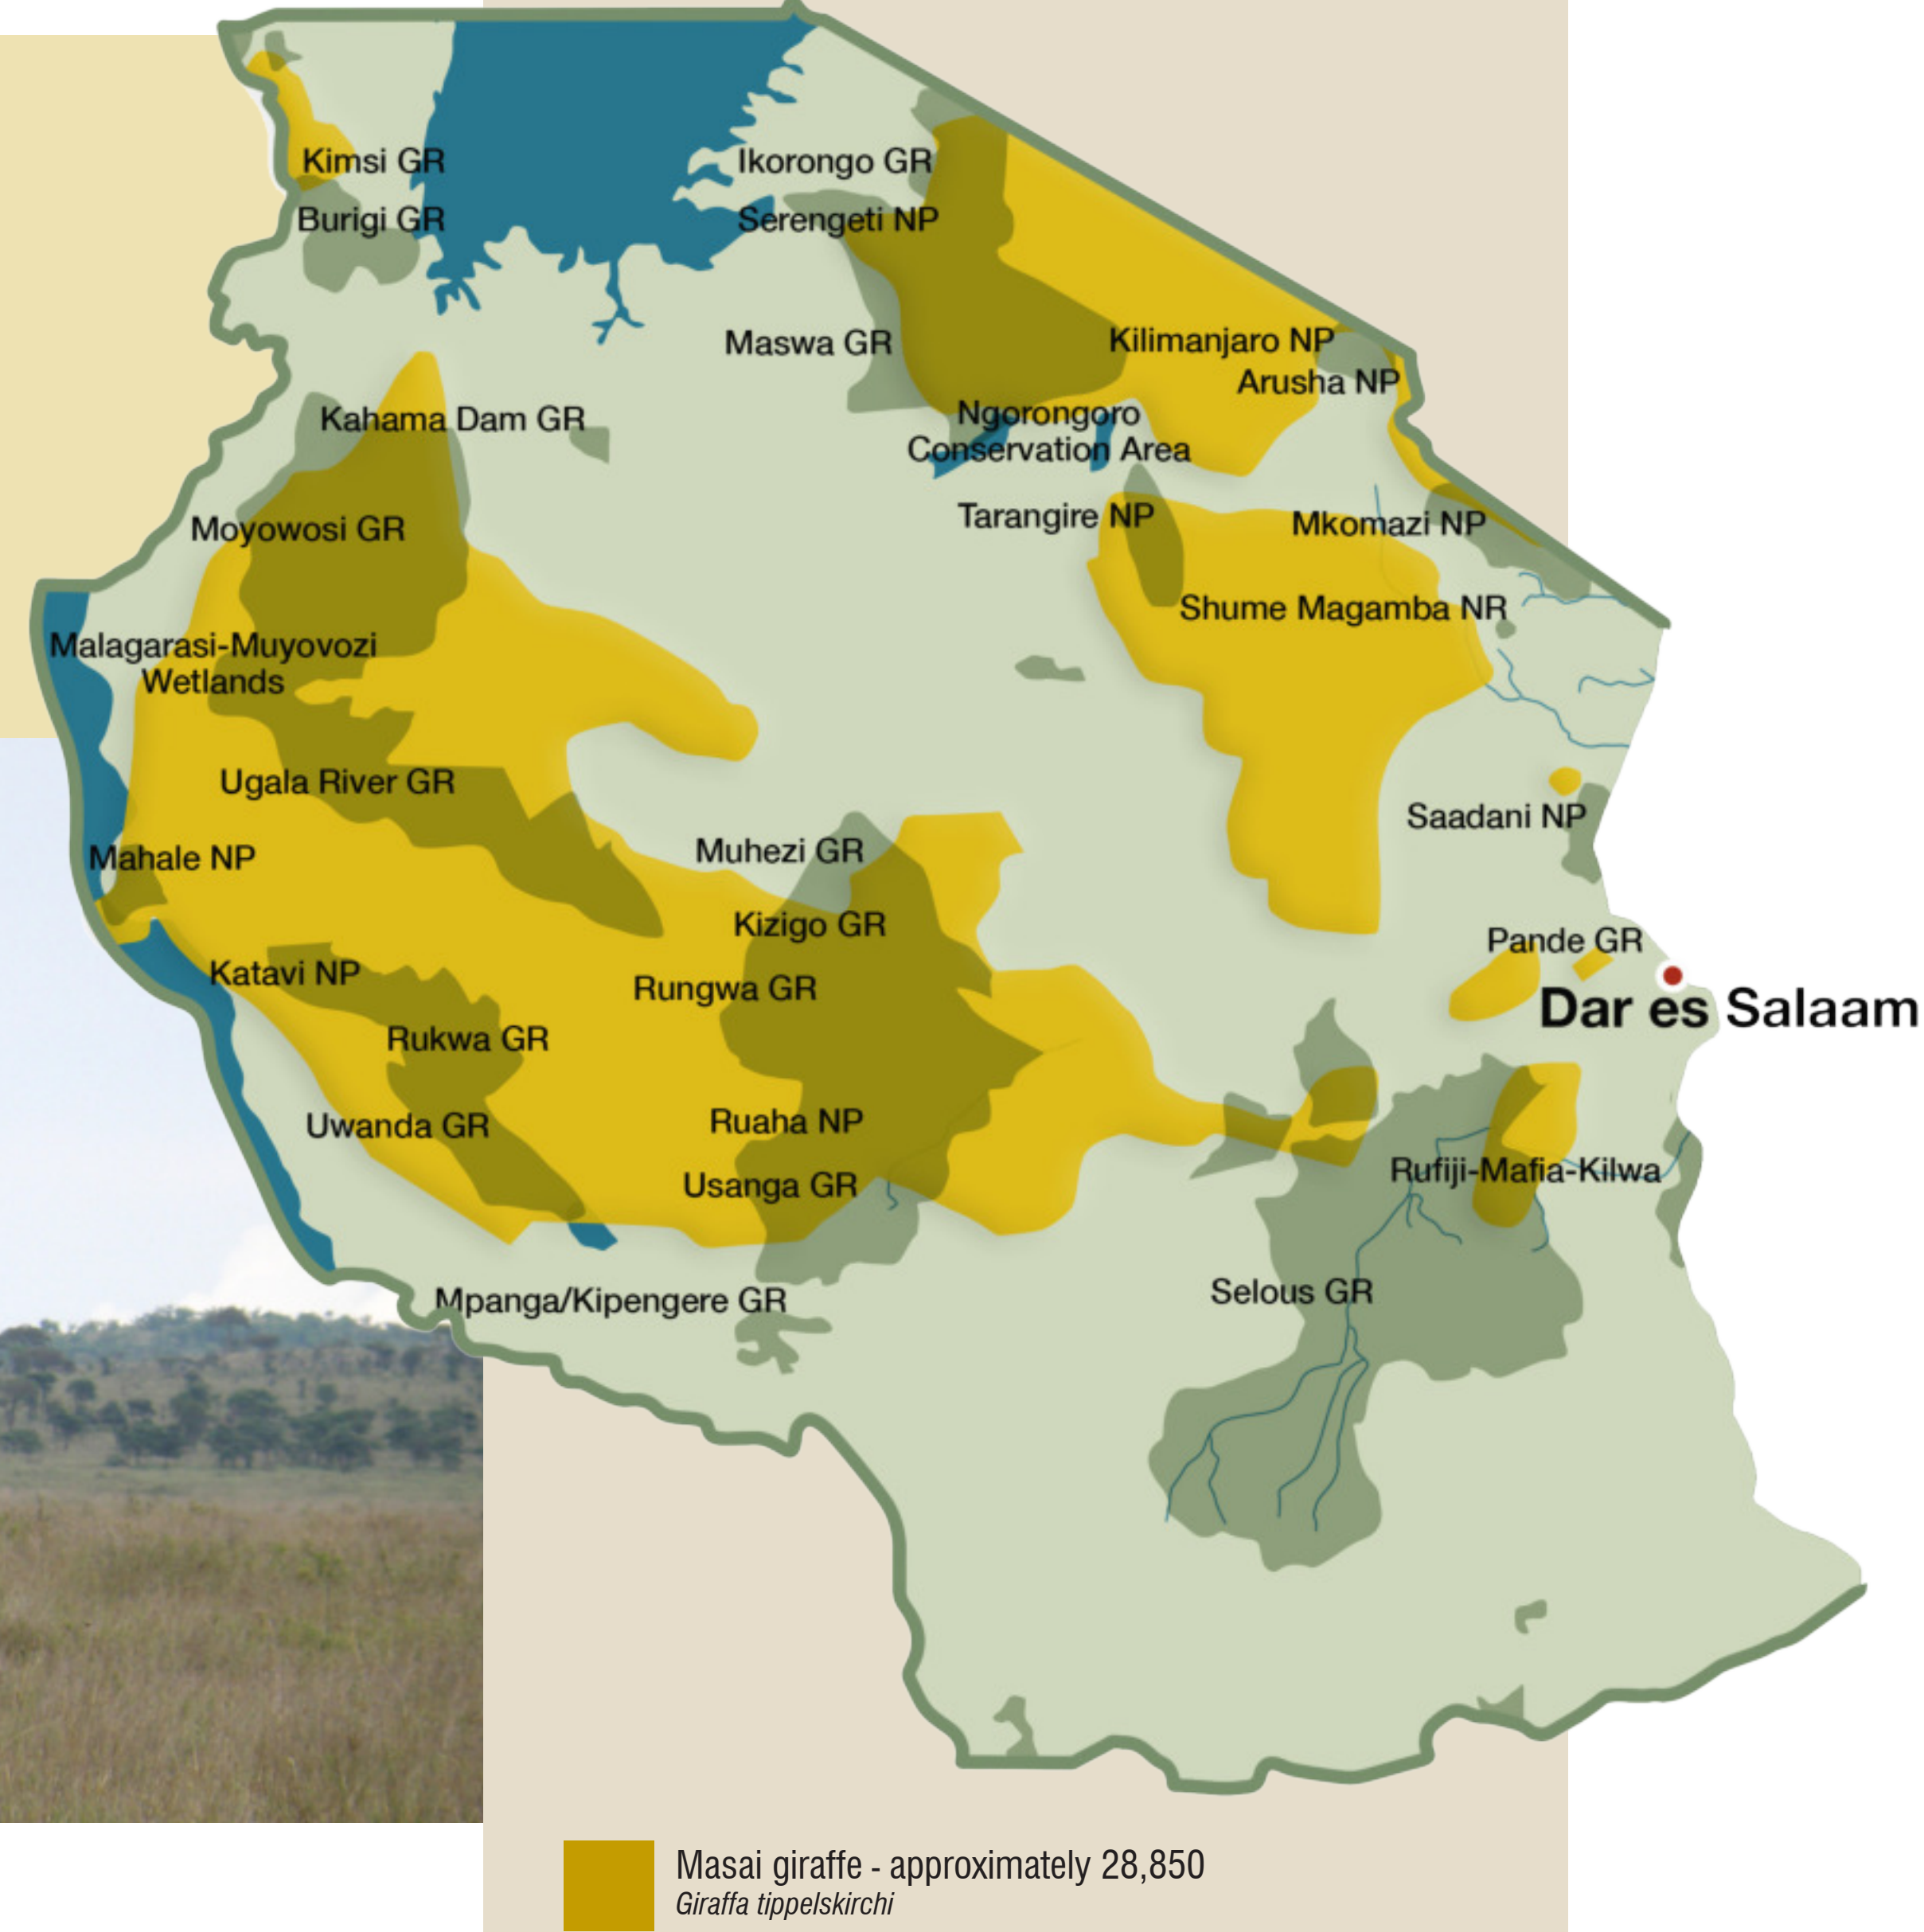 Kimsi GR
Ikorongo GR
Burigi GR
Serengeti NP
Maswa GR
Kilimanjaro NP
Arusha NP
Kahama Dam GR
Ngorongoro
Conservation Area
Moyowosi GR
Tarangire NP
Mkomazi NP
Shume Magamba NR
Malagarasi-Muyovozi
Wetlands
Ugala River GR
Saadani NP
Mahale NP
Muhezi GR
Kizigo GR
Pande GR
Katavi NP
Rungwa GR
Dar es Salaam
Rukwa GR
Uwanda GR
Ruaha NP
Rufiji-Mafia-Kilwa
Usanga GR
Selous GR
Mpanga/Kipengere GR
Masai giraffe - approximately 28,850
Giraffa tippelskirchi